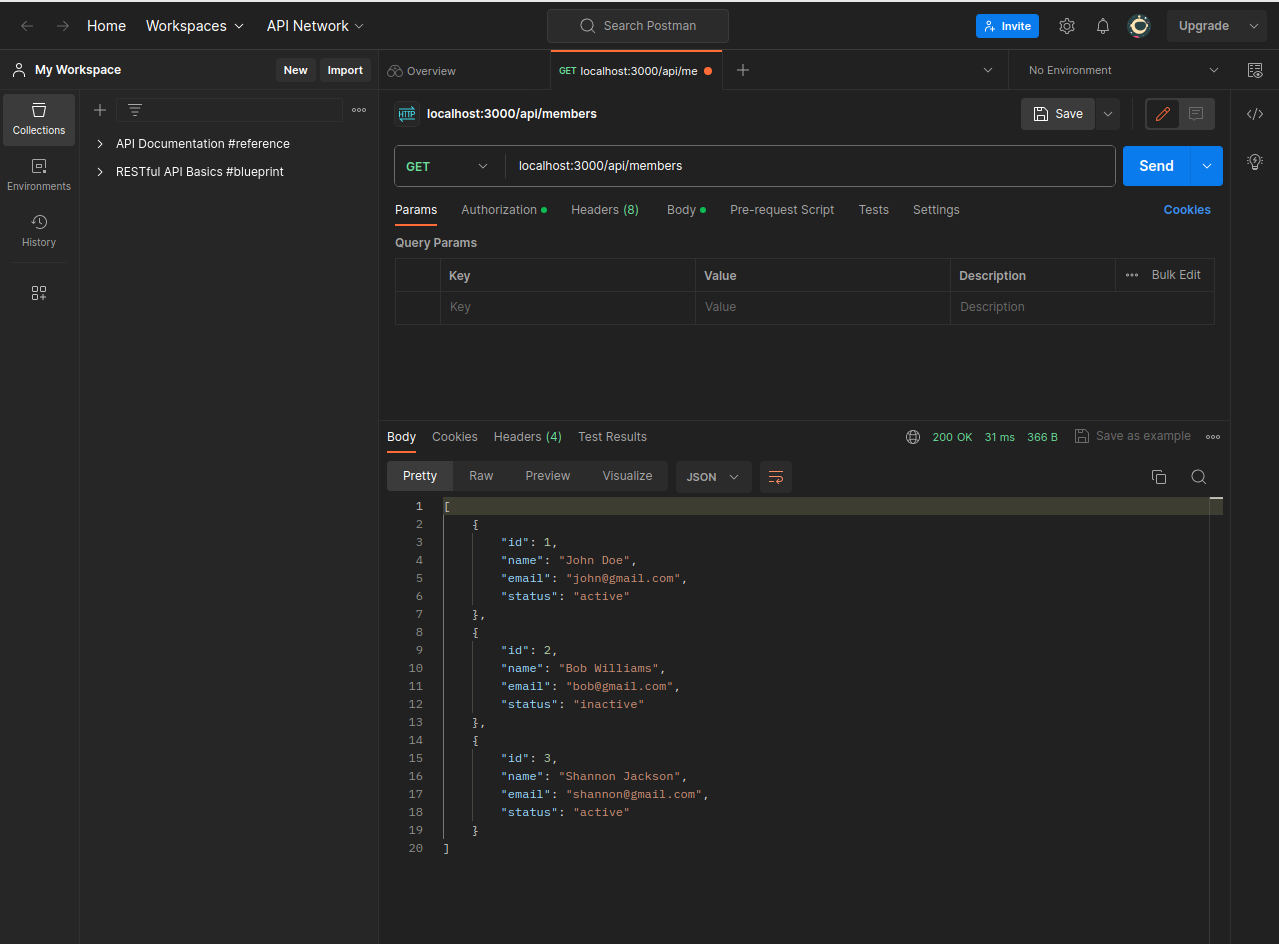 Home Workspaces API Network Search Postman Invite Upgrade
My Workspace New Import Overview GET localhost:3000/api/me No Environment
Collections
Environments
History
API Documentation #reference
RESTful API Basics #blueprint
HTTP localhost:3000/api/members Save
GET localhost:3000/api/members Send
Params Authorization Headers (8) Body Pre-request Script Tests Settings Cookies
Query Params
Key Value Description Bulk Edit
Key Value Description
Body Cookies Headers (4) Test Results 200 OK 31 ms 366 B Save as example
Pretty Raw Preview Visualize JSON
1 [
2 {
3 "id": 1,
4 "name": "John Doe",
5 "email": "john@gmail.com",
6 "status": "active"
7 },
8 {
9 "id": 2,
10 "name": "Bob Williams",
11 "email": "bob@gmail.com",
12 "status": "inactive"
13 },
14 {
15 "id": 3,
16 "name": "Shannon Jackson",
17 "email": "shannon@gmail.com",
18 "status": "active"
19 }
20 ]